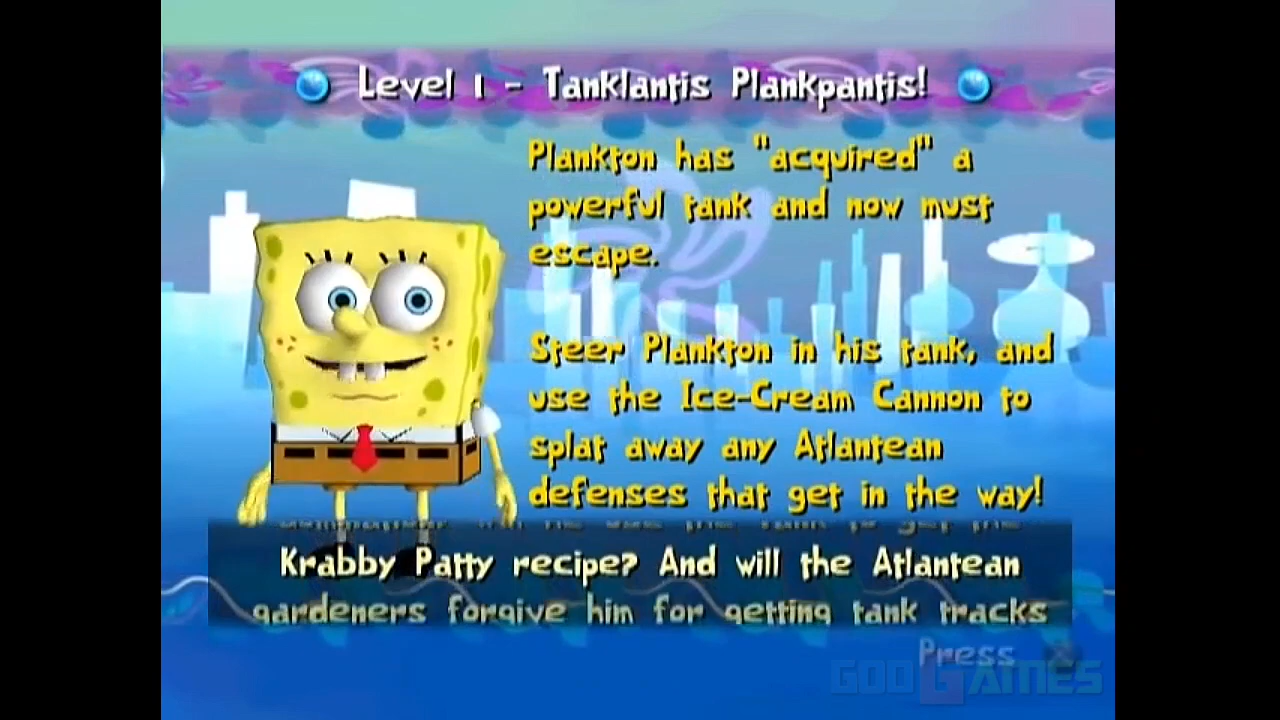 Level 1 - Tanklantis Plankpantis!
Plankton has "acquired" a
powerful tank and now must
escape.
Steer Plankton in his tank, and
use the Ice-Cream Cannon to
splat away any Atlantean
defenses that get in the way!
Krabby Patty recipe? And will the Atlantean
gardeners forgive him for getting tank tracks
Press
GODGAMES